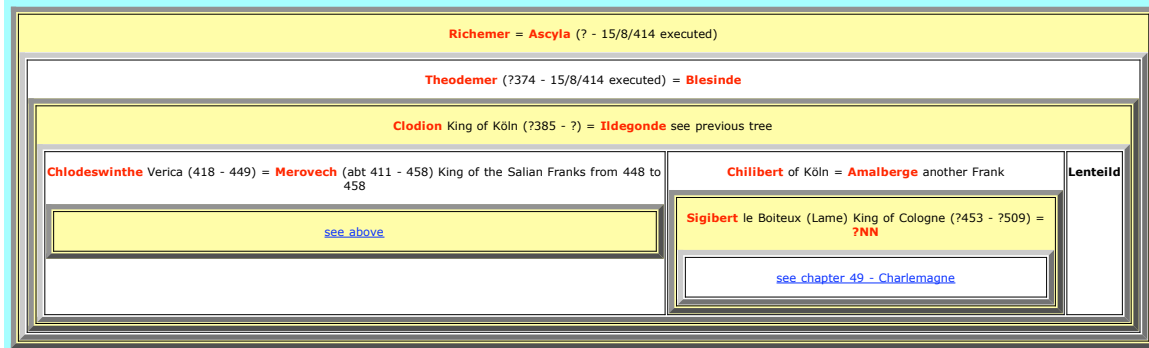 Richemer = Ascyla (? - 15/8/414 executed)
Theodemer (?374 - 15/8/414 executed) = Blesinde
Clodion King of Köln (?385 - ?) = Ildegonde see previous tree
Chlodeswinthe Verica (418 - 449) = Merovech (abt 411 - 458) King of the Salian Franks from 448 to
458
see above
Chilibert of Köln = Amalberge another Frank
Sigibert le Boiteux (Lame) King of Cologne (?453 - ?509) =
?NN
see chapter 49 - Charlemagne
Lenteild